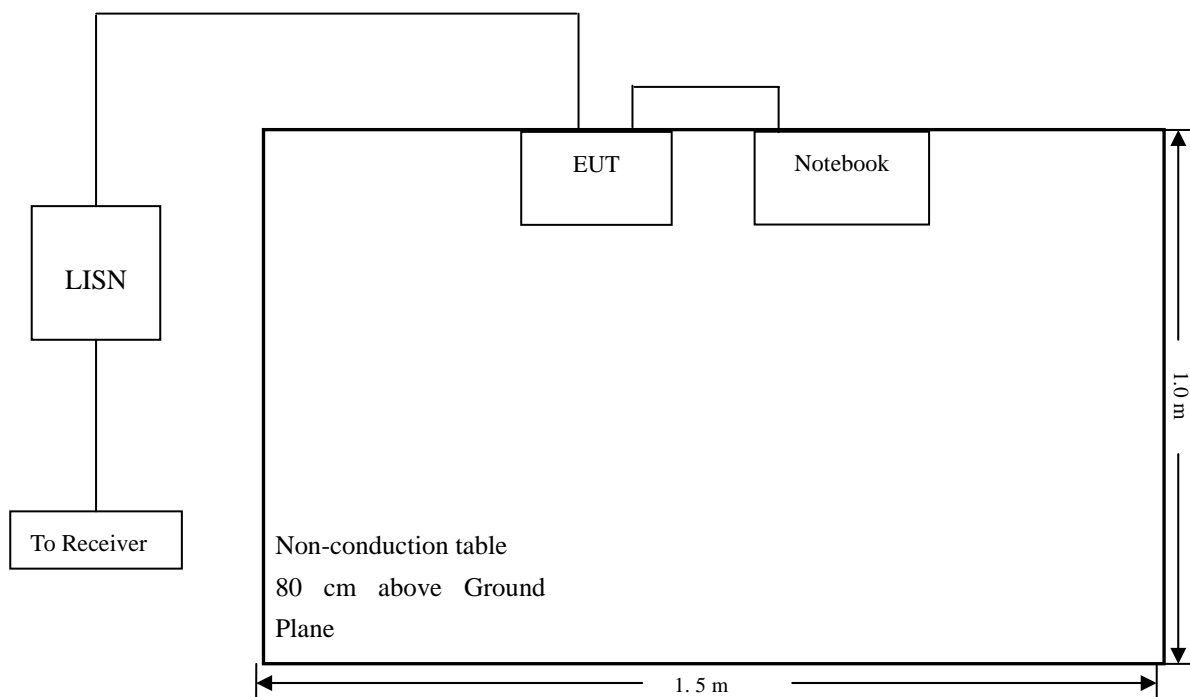 EUT
Notebook
LISN
1.0 m
To Receiver
Non-conduction table
80 cm above Ground
Plane
1. 5 m